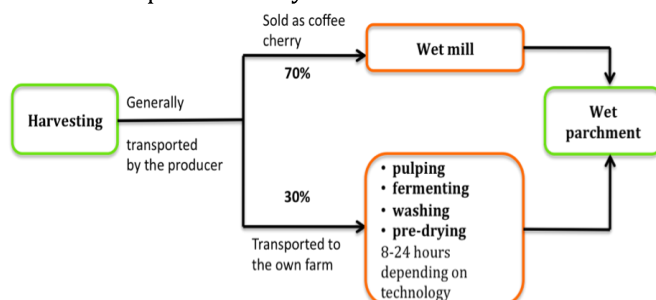 Sold as coffee
cherry
70%
Wet mill
Harvesting
Generally
transported
by the producer
Wet
parchment
30%
Transported to
the own farm
• pulping
• fermenting
• washing
• pre-drying
8-24 hours
depending on
technology